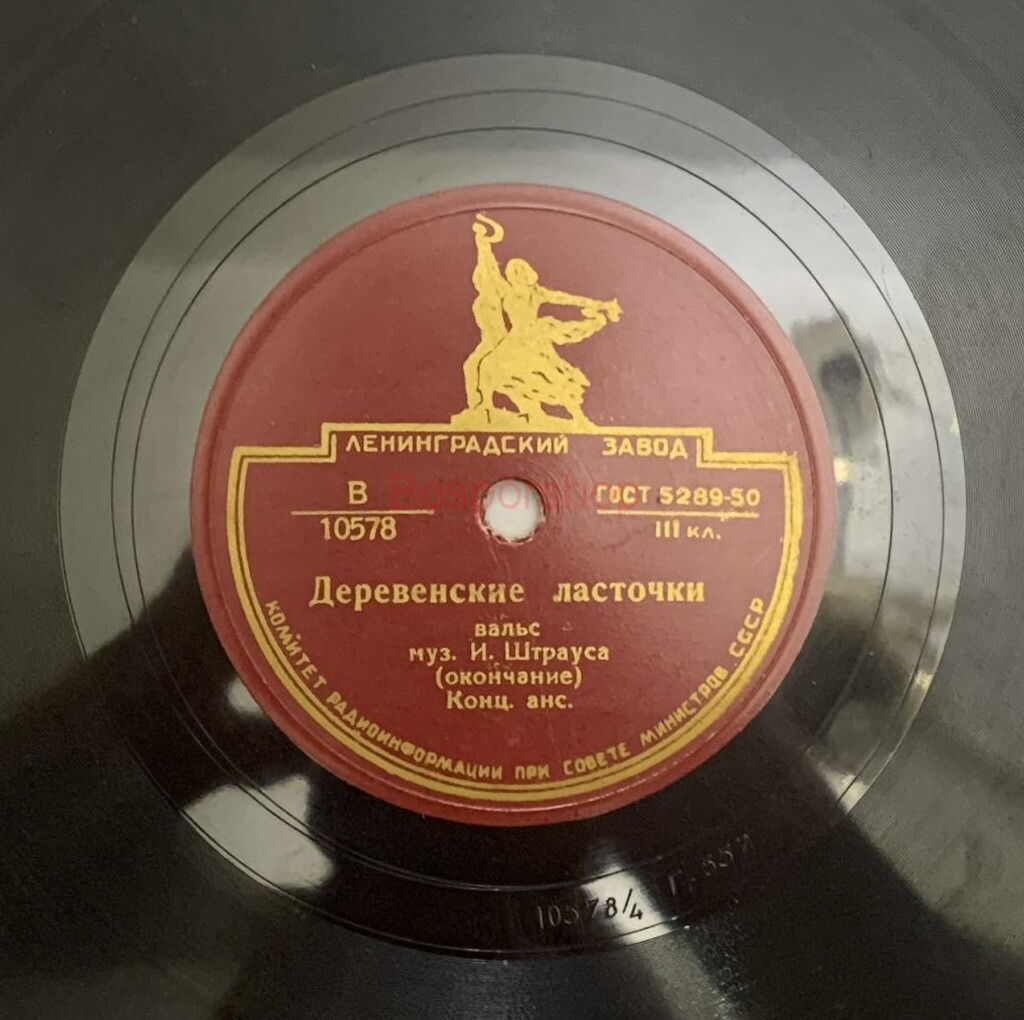 ЛЕНИНГРАДСКИЙ ЗАВОД
В
10578
ГОСТ 5289-50
III кл.
Деревенские ласточки
вальс
муз. И. Штрауса
(окончание)
Конц. анс.
КОМИТЕТ РАДИОИНФОРМАЦИИ ПРИ СОВЕТЕ МИНИСТРОВ СССР
10578/4